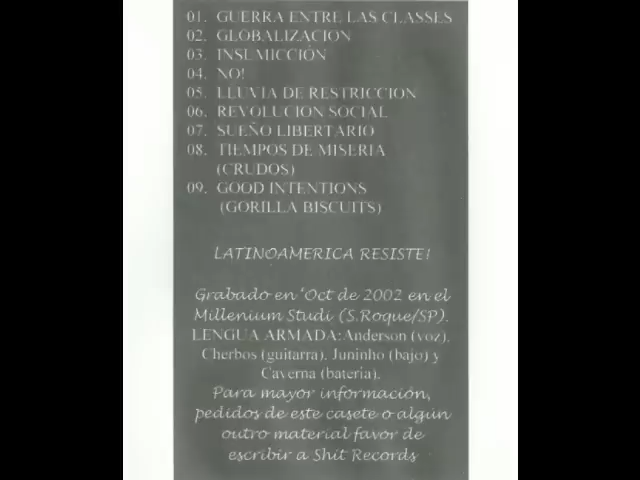 01. GUERRA ENTRE LAS CLASSES
02. GLOBALIZACION
03. INSUMICCIÓN
04. NO!
05. LLUVIA DE RESTRICCION
06. REVOLUCION SOCIAL
07. SUEÑO LIBERTARIO
08. TIEMPOS DE MISERIA
(CRUDOS)
09. GOOD INTENTIONS
(GORILLA BISCUITS)
LATINOAMERICA RESISTE!
Grabado en 'Oct de 2002 en el
Millenium Studi (S.Roque/SP).
LENGUA ARMADA:Anderson (voz),
Cherbos (guitarra), Juninho (bajo) y
Caverna (bateria).
Para mayor información,
pedidos de este casete o algún
outro material favor de
escribir a Shit Records